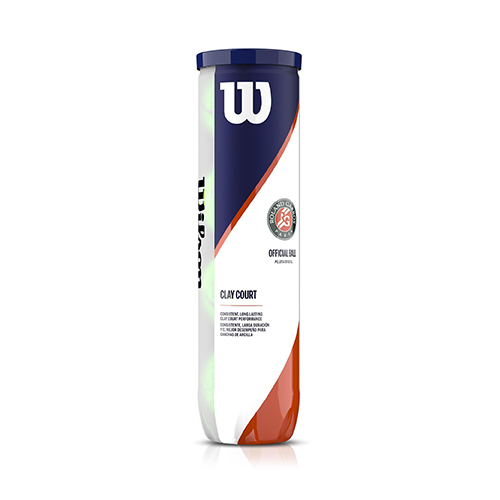 W
Wilson
ROLAND GARROS
OFFICIAL BALL
CLAY COURT
CONSISTENT, LONG LASTING
CLAY COURT PERFORMANCE
CONSISTENTE, LARGA DURACIÓN
Y EL MEJOR DESEMPEÑO PARA
CANCHAS DE ARCILLA